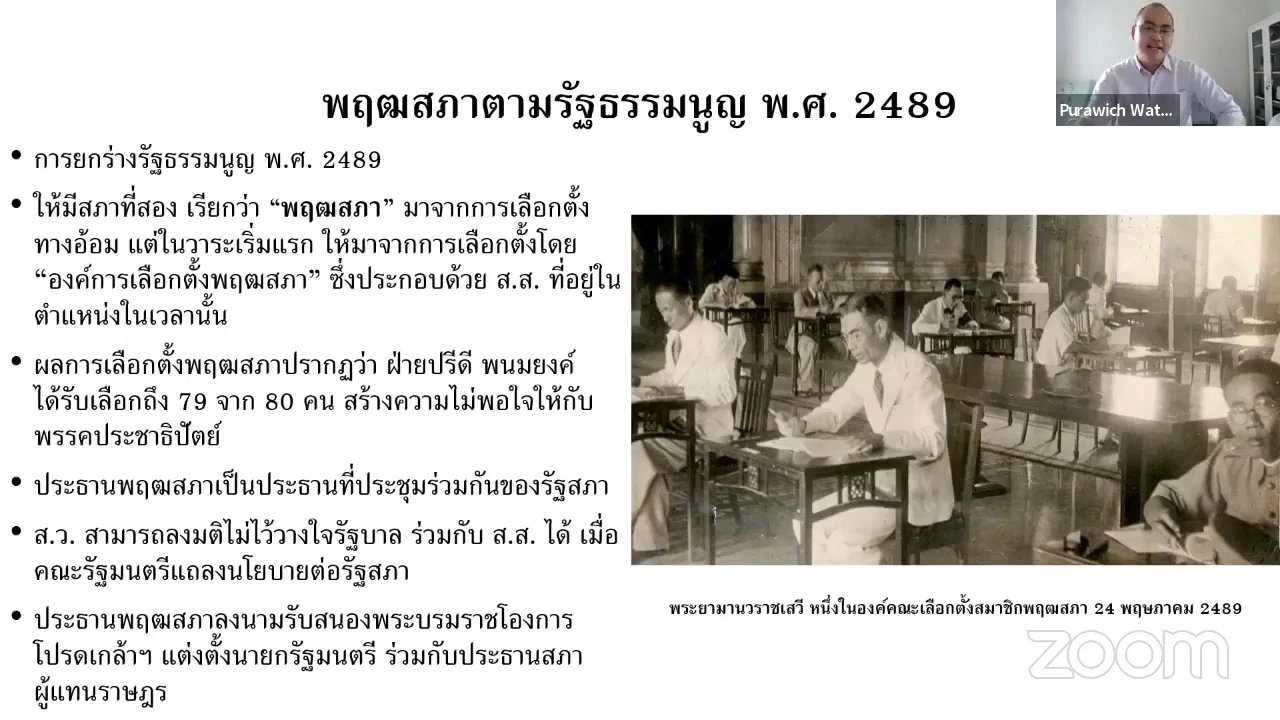 พฤฒสภาตามรัฐธรรมนูญ พ.ศ. 2489
Purawich Wat...
• การยกร่างรัฐธรรมนูญ พ.ศ. 2489
• ให้มีสภาที่สอง เรียกว่า “พฤฒสภา” มาจากการเลือกตั้ง
ทางอ้อม แต่ในวาระเริ่มแรก ให้มาจากการเลือกตั้งโดย
“องค์การเลือกตั้งพฤฒสภา” ซึ่งประกอบด้วย ส.ส. ที่อยู่ใน
ตำแหน่งในเวลานั้น
• ผลการเลือกตั้งพฤฒสภาปรากฏว่า ฝ่ายปรีดี พนมยงค์
ได้รับเลือกถึง 79 จาก 80 คน สร้างความไม่พอใจให้กับ
พรรคประชาธิปัตย์
• ประธานพฤฒสภาเป็นประธานที่ประชุมร่วมกันของรัฐสภา
• ส.ว. สามารถลงมติไม่ไว้วางใจรัฐบาล ร่วมกับ ส.ส. ได้ เมื่อ
คณะรัฐมนตรีแถลงนโยบายต่อรัฐสภา
• ประธานพฤฒสภาลงนามรับสนองพระบรมราชโองการ
โปรดเกล้าฯ แต่งตั้งนายกรัฐมนตรี ร่วมกับประธานสภา
ผู้แทนราษฎร
พระยามานวราชเสวี หนึ่งในองค์คณะเลือกตั้งสมาชิกพฤฒสภา 24 พฤษภาคม 2489
zoom